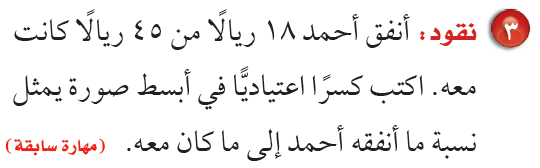 ٣ نقود: أنفق أحمد ١٨ ريالًا من ٤٥ ريالًا كانت
معه. اكتب كسرًا اعتياديًّا في أبسط صورة يمثل
نسبة ما أنفقه أحمد إلى ما كان معه. (مهارة سابقة)